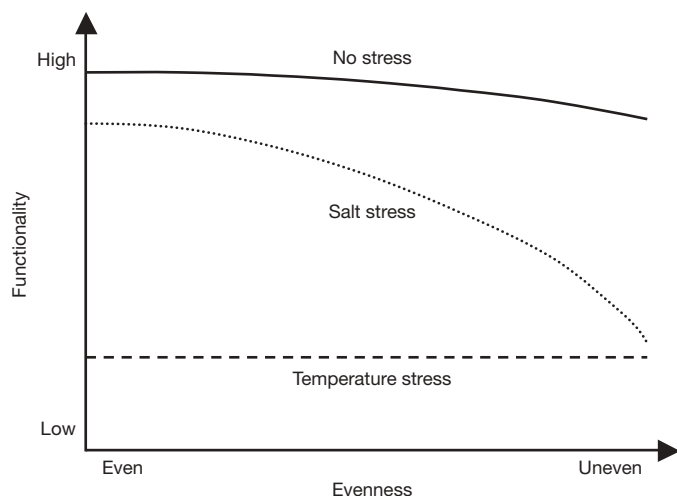 High
No stress
Salt stress
Functionality
Temperature stress
Low
Even
Uneven
Evenness